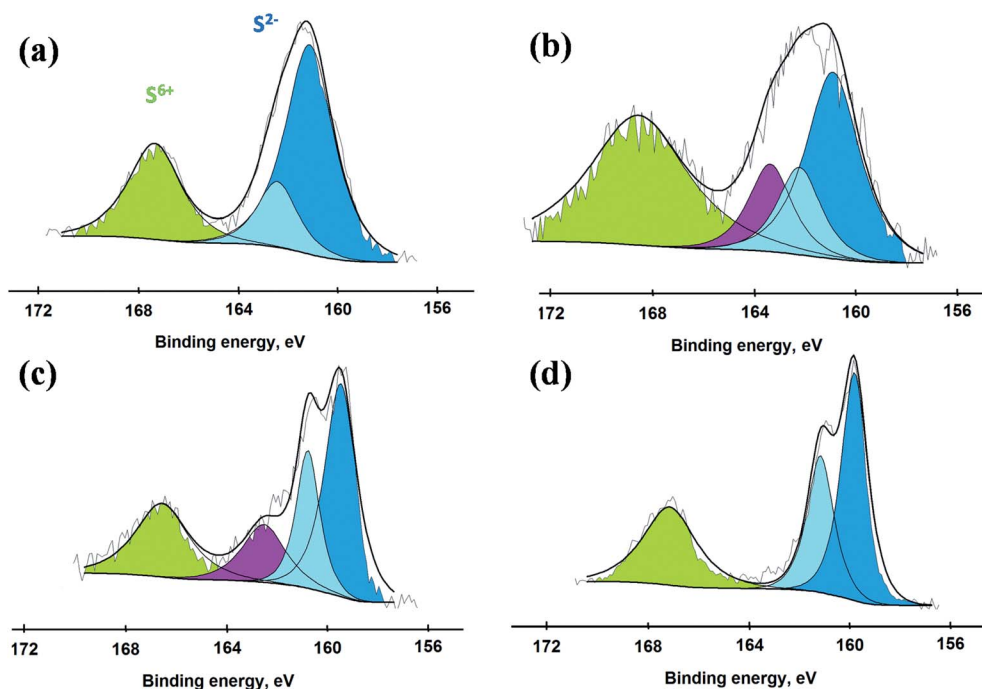 (a)
S2-
S6+
172 168 164 160 156
Binding energy, eV
(b)
172 168 164 160 156
Binding energy, eV
(c)
172 168 164 160 156
Binding energy, eV
(d)
172 168 164 160 156
Binding energy, eV